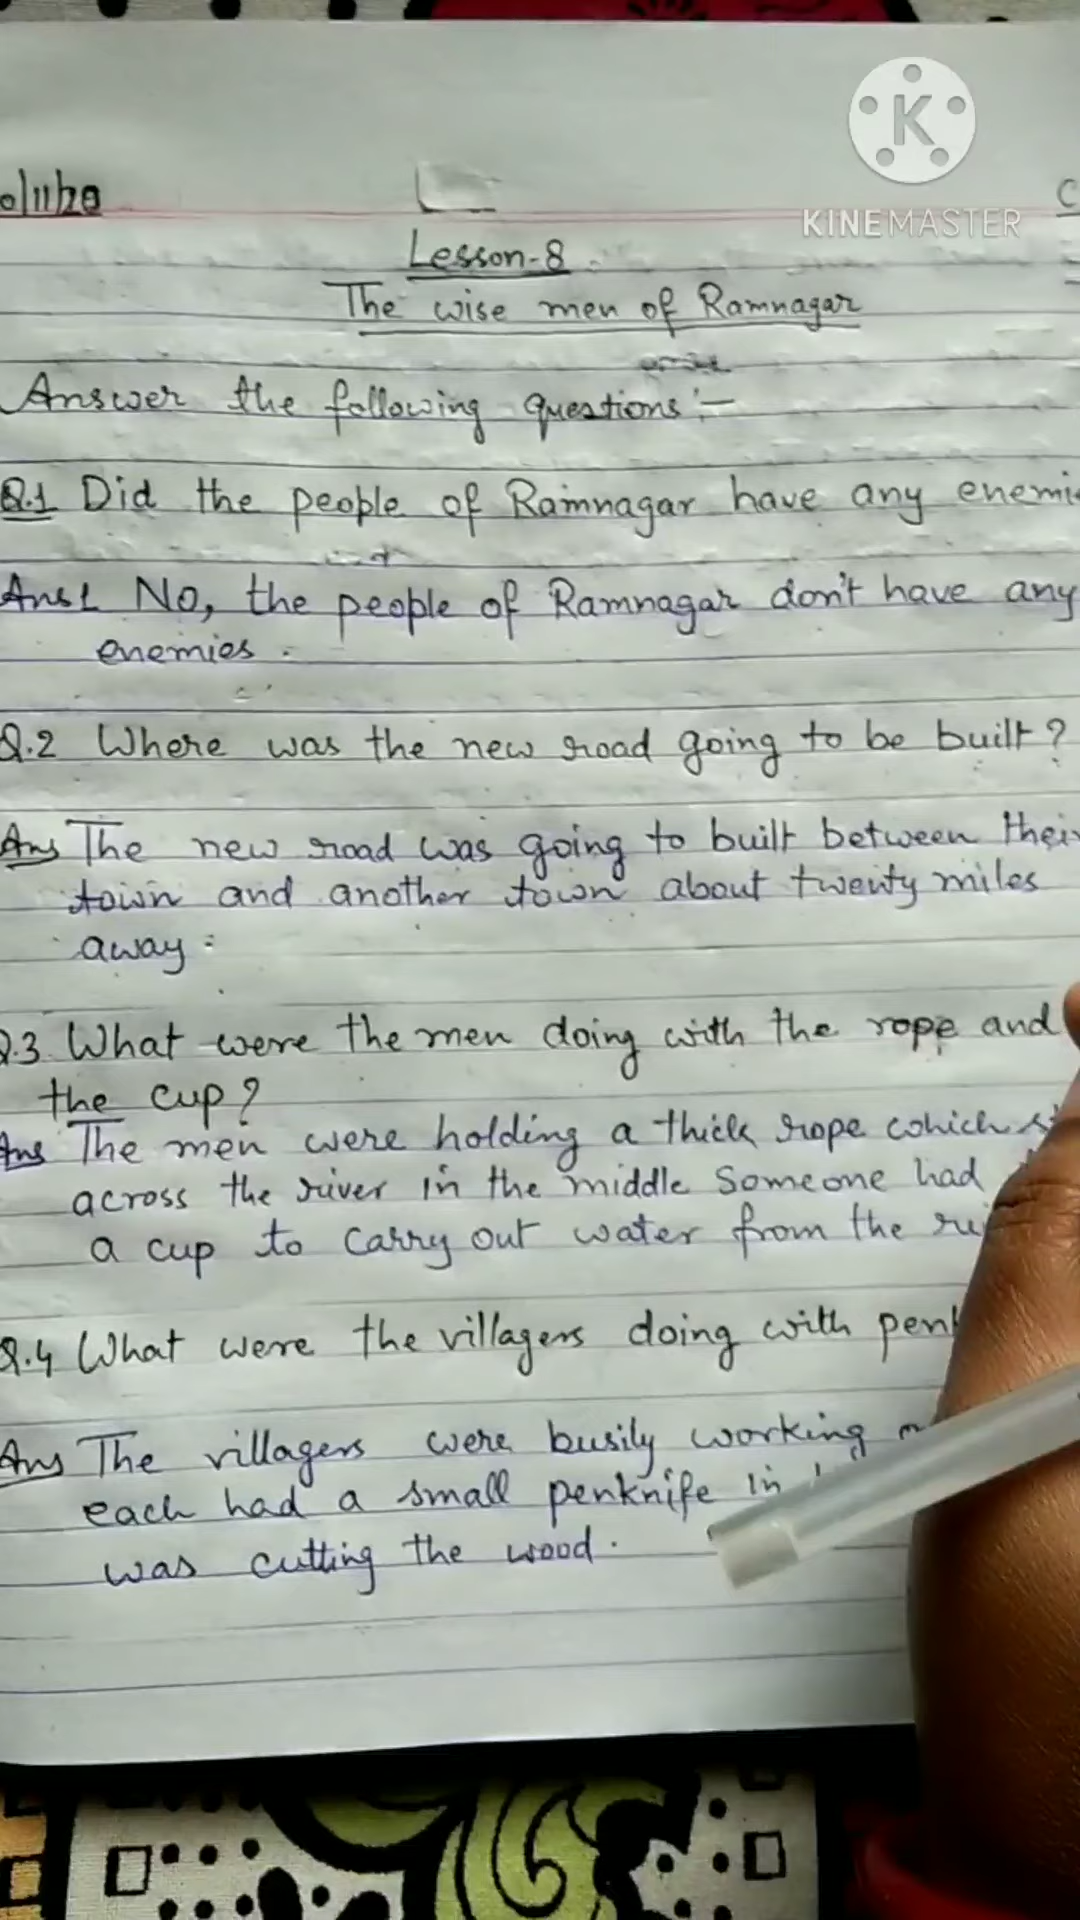 KINEMASTER
/11/20
Lesson-8
The wise men of Ramnagar
Answer the following questions :-
Q.1 Did the people of Ramnagar have any
Ans1 No, the people of Ramnagar don't have any
enemies.
Q.2 Where was the new road going to be built?
Ans The new road was going to built between their
town and another town about twenty miles
away.
Q.3 What were the men doing with the rope and
the cup?
Ans The men were holding a thick rope which
across the river in the middle someone had
a cup to carry out water from the
Q.4 What were the villagers doing with
Ans The villagers were busily working
each had a small penknife in
was cutting the wood.